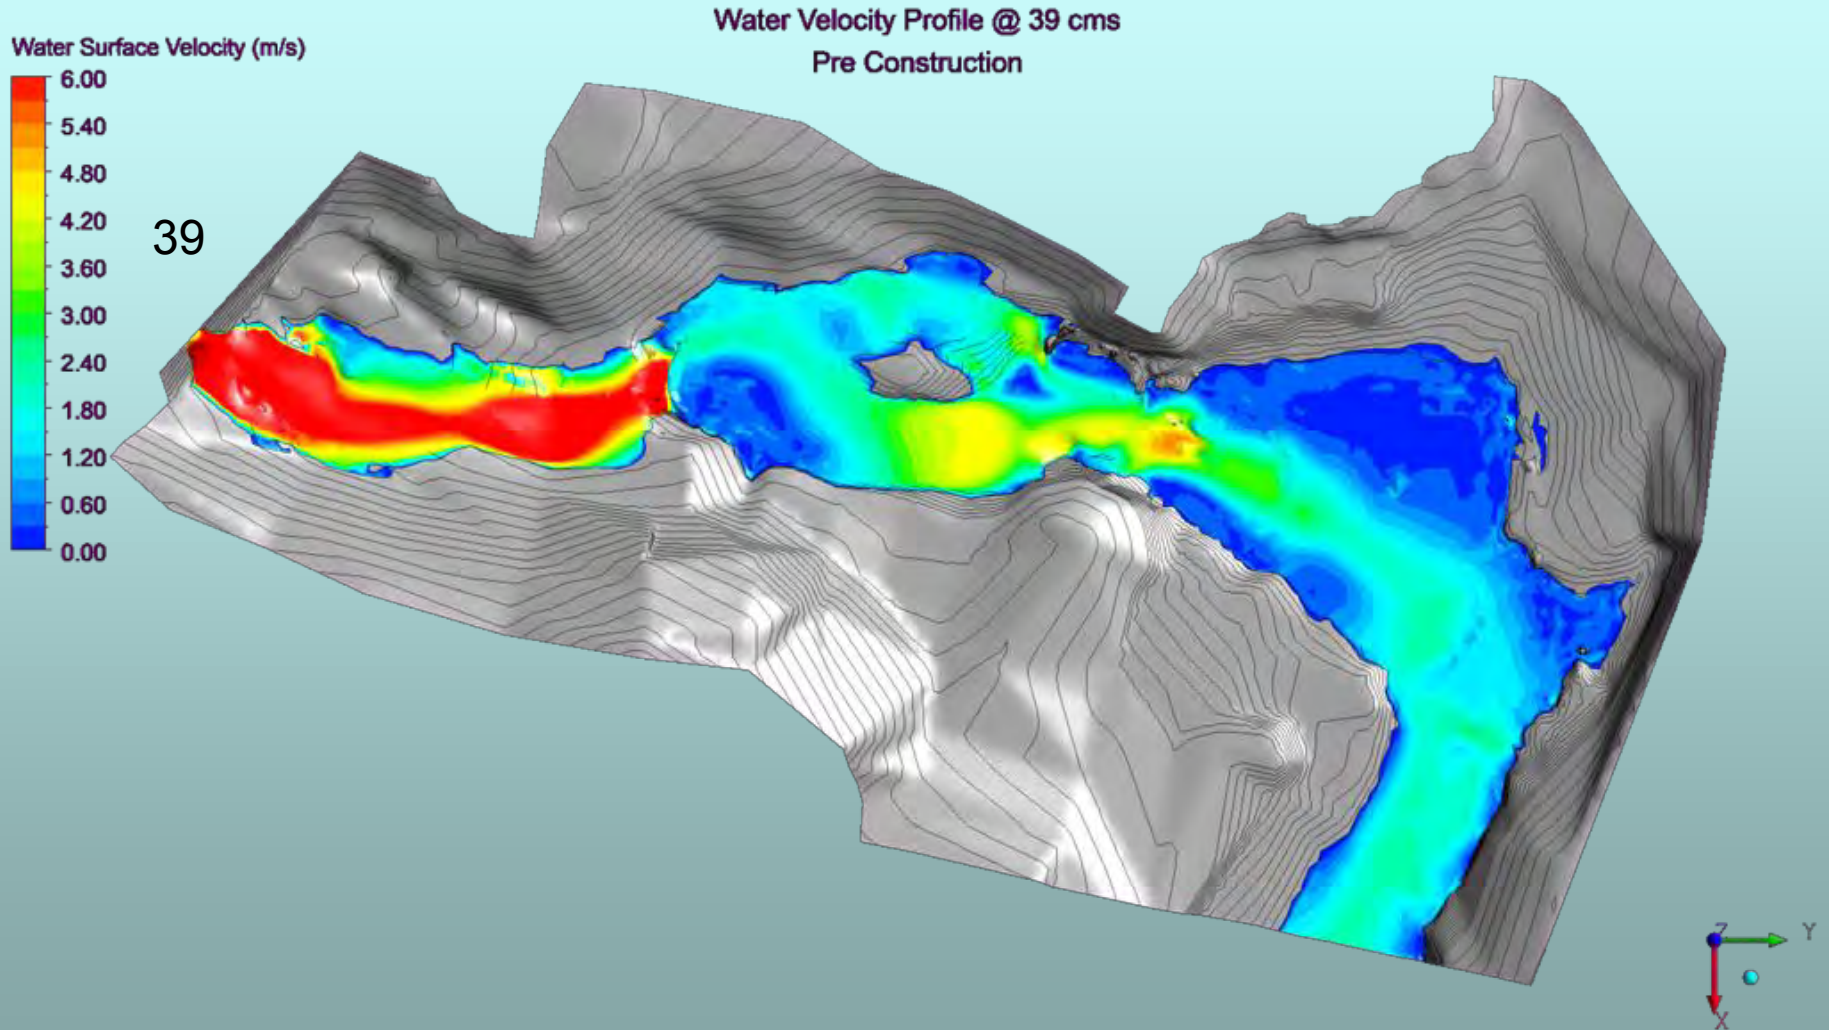 Water Velocity Profile @ 39 cms
Pre Construction
Water Surface Velocity (m/s)
6.00
5.40
4.80
4.20
3.60
3.00
2.40
1.80
1.20
0.60
0.00
39
Z
Y
X